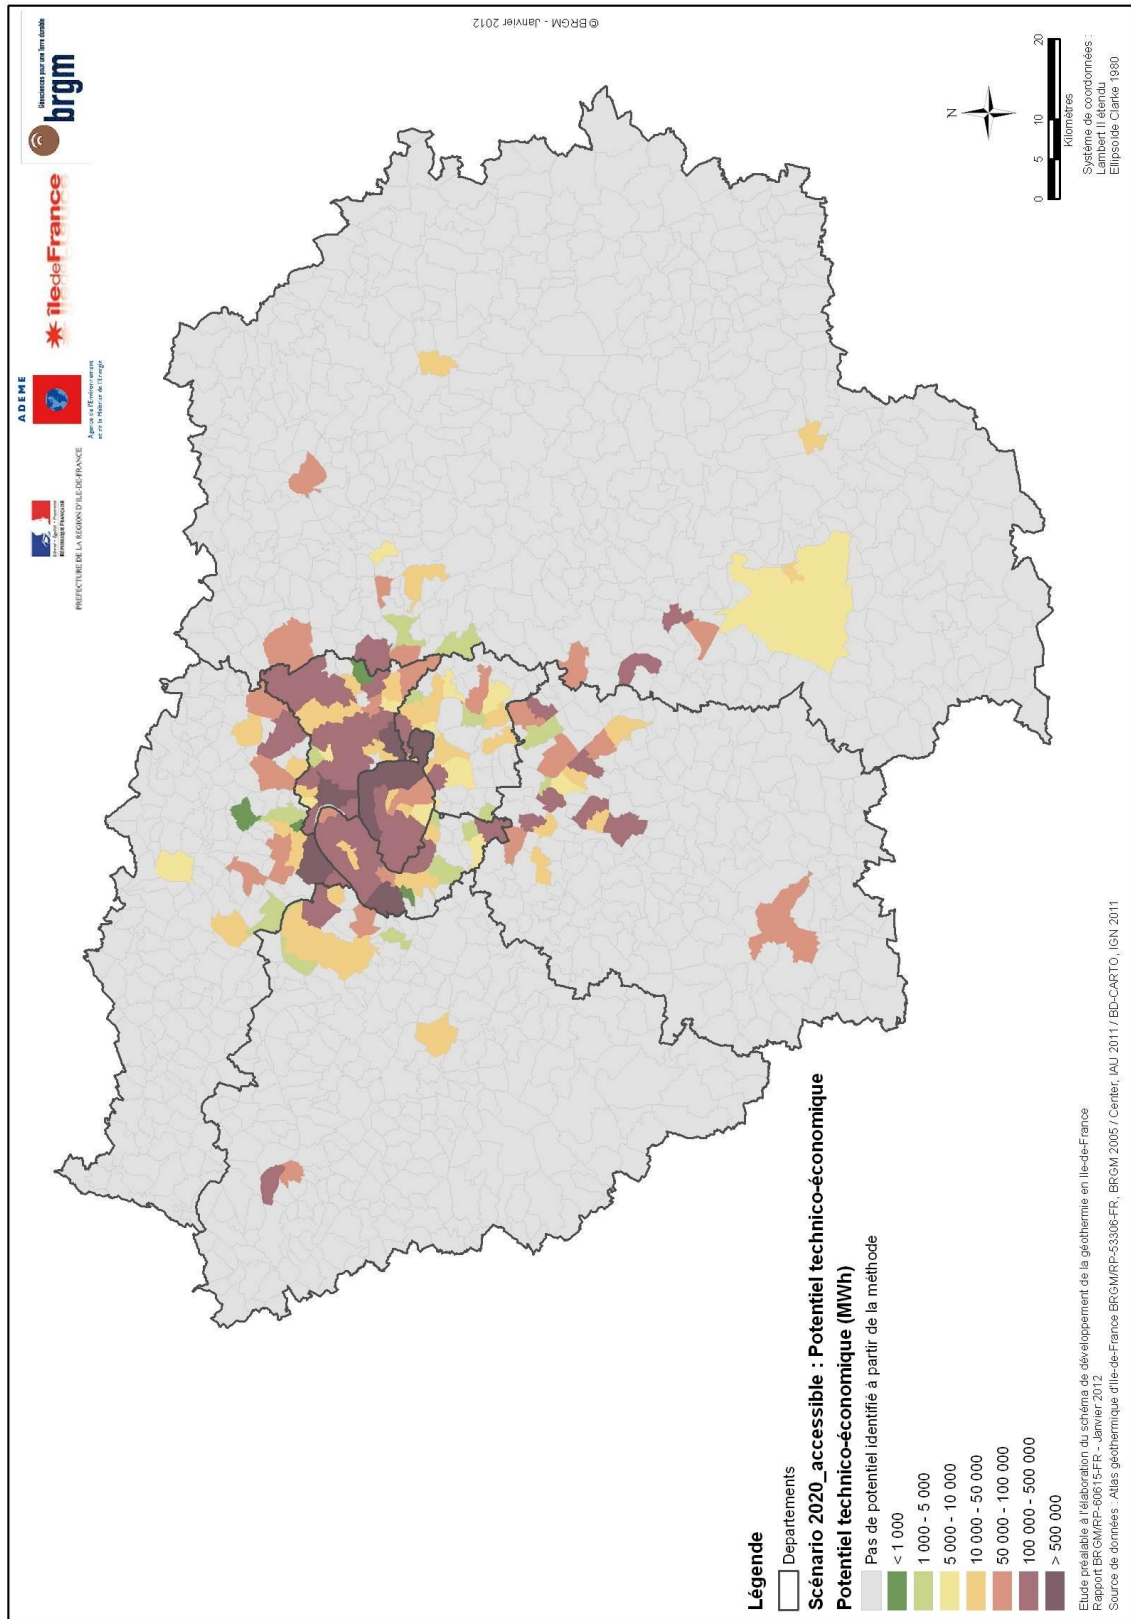 PREFECTURE DE LA REGION D'ILE-DE-FRANCE
ADEME
Agence de l'Environnement
et de la Maîtrise de l'Energie
îledeFrance
Géosciences pour une Terre durable
brgm
Légende
Departements
Scénario 2020_accessible : Potentiel technico-économique
Potentiel technico-économique (MWh)
Pas de potentiel identifié à partir de la méthode
< 1 000
1 000 - 5 000
5 000 - 10 000
10 000 - 50 000
50 000 - 100 000
100 000 - 500 000
> 500 000
N
0 5 10 20
Kilomètres
Système de coordonnées :
Lambert II étendu
Ellipsoïde Clarke 1980
© BRGM - Janvier 2012
Etude préalable à l'élaboration du schéma de développement de la géothermie en Ile-de-France
Rapport BRGM/RP-60615-FR - Janvier 2012
Source de données : Atlas géothermique d'Ile-de-France BRGM/RP-53306-FR, BRGM 2005 / Center, IAU 2011 / BD-CARTO, IGN 2011